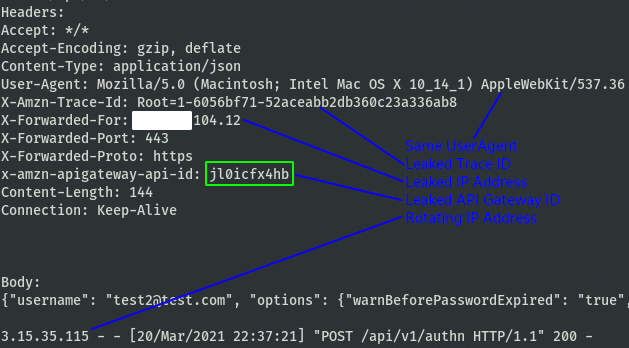 Headers:
Accept: */*
Accept-Encoding: gzip, deflate
Content-Type: application/json
User-Agent: Mozilla/5.0 (Macintosh; Intel Mac OS X 10_14_1) AppleWebKit/537.36
X-Amzn-Trace-Id: Root=1-6056bf71-52aceabb2db360c23a336ab8
X-Forwarded-For: 104.12
X-Forwarded-Port: 443
X-Forwarded-Proto: https
x-amzn-apigateway-api-id: jl0icfx4hb
Content-Length: 144
Connection: Keep-Alive
Same UserAgent
Leaked Trace ID
Leaked IP Address
Leaked API Gateway ID
Rotating IP Address
Body:
{"username": "test2@test.com", "options": {"warnBeforePasswordExpired": "true",
3.15.35.115 - - [20/Mar/2021 22:37:21] "POST /api/v1/authn HTTP/1.1" 200 -